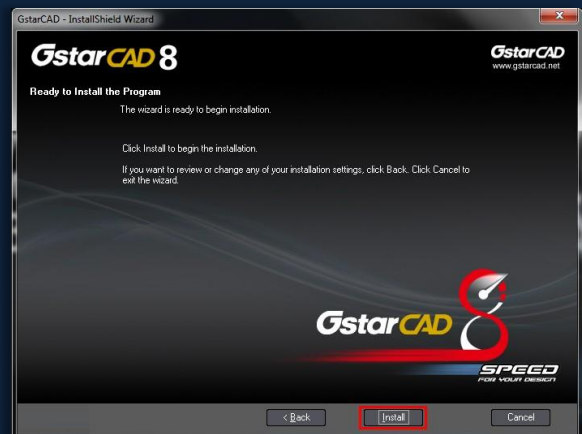 GstarCAD - InstallShield Wizard
GstarCAD 8
GstarCAD
www.gstarcad.net
Ready to Install the Program
The wizard is ready to begin installation.
Click Install to begin the installation.
If you want to review or change any of your installation settings, click Back. Click Cancel to
exit the wizard.
GstarCAD 8
SPEED
FOR YOUR DESIGN
< Back
Install
Cancel